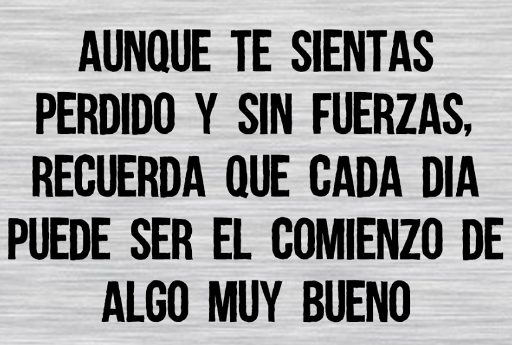 AUNQUE TE SIENTAS
PERDIDO Y SIN FUERZAS,
RECUERDA QUE CADA DIA
PUEDE SER EL COMIENZO DE
ALGO MUY BUENO